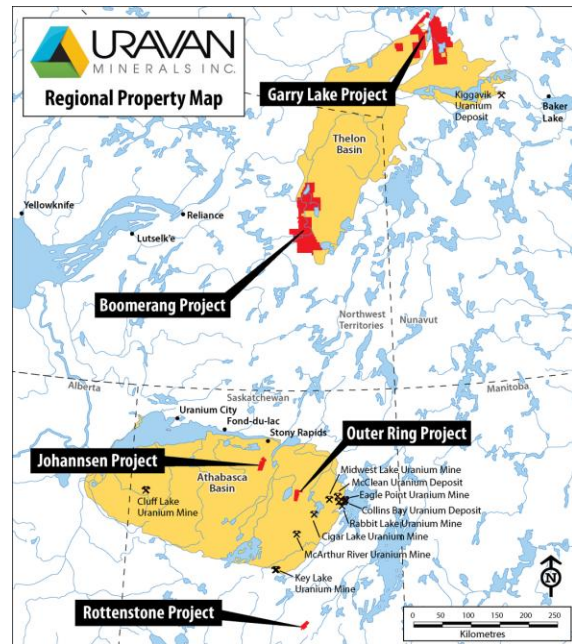 URAVAN
MINERALS INC.
Regional Property Map
Garry Lake Project
Kiggavik
Uranium
Deposit
Baker
Lake
Thelon
Basin
Yellowknife
Reliance
Lutselk'e
Boomerang Project
Northwest
Territories
Nunavut
Alberta
Saskatchewan
Manitoba
Uranium City
Fond-du-lac
Stony Rapids
Outer Ring Project
Johannsen Project
Athabasca
Basin
Midwest Lake Uranium Mine
McClean Uranium Deposit
Eagle Point Uranium Mine
Collins Bay Uranium Deposit
Rabbit Lake Uranium Mine
Cluff Lake
Uranium Mine
Cigar Lake Uranium Mine
McArthur River Uranium Mine
Key Lake
Uranium Mine
Rottenstone Project
N
0 50 100 150 200 250
Kilometres